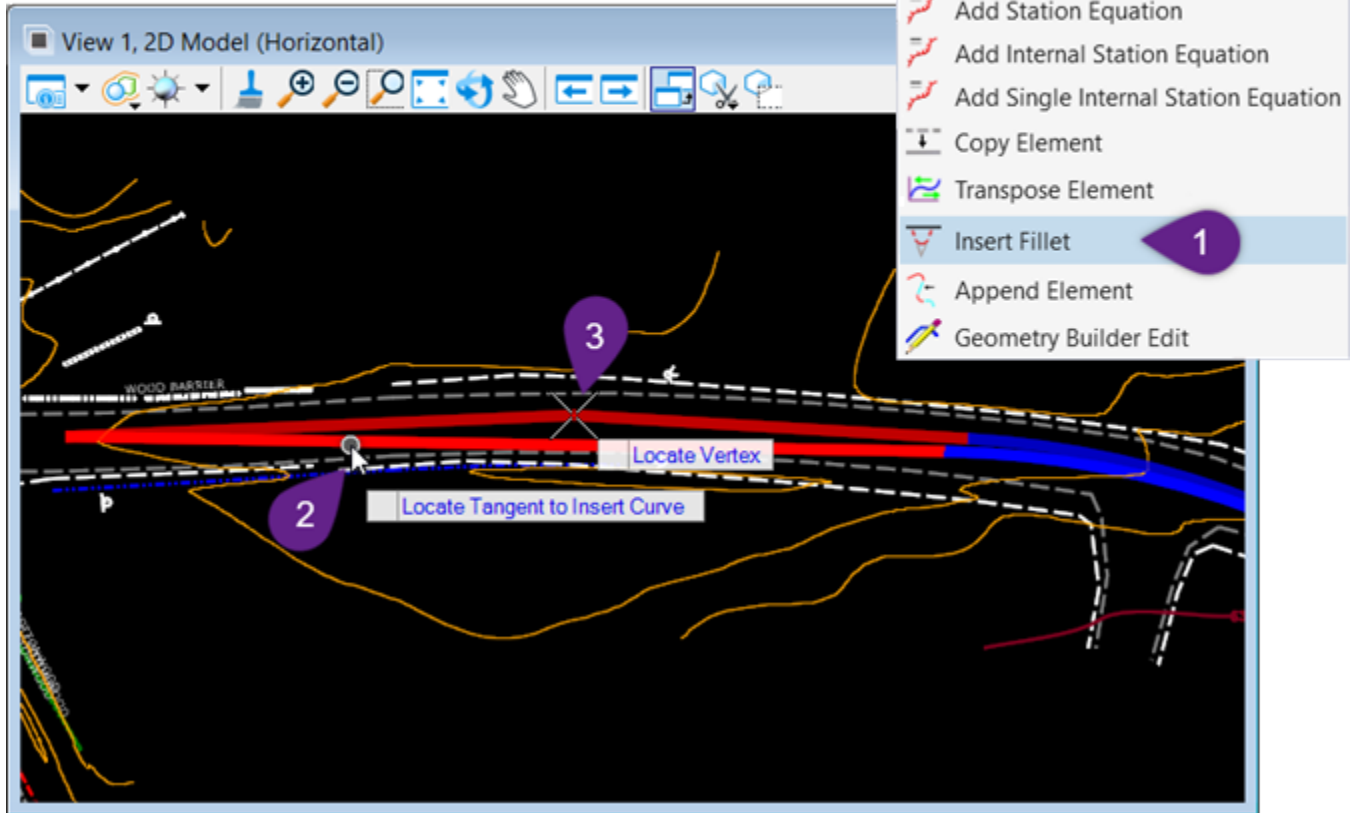 View 1, 2D Model (Horizontal)
Add Station Equation
Add Internal Station Equation
Add Single Internal Station Equation
Copy Element
Transpose Element
Insert Fillet
1
Append Element
Geometry Builder Edit
3
WOOD BARRIER
Locate Vertex
2
Locate Tangent to Insert Curve